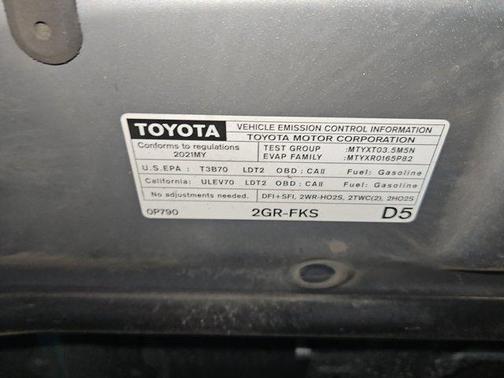 TOYOTA VEHICLE EMISSION CONTROL INFORMATION
TOYOTA MOTOR CORPORATION
Conforms to regulations TEST GROUP :MTYXT03.5M5N
2021MY EVAP FAMILY :MTYXR0165P82
U.S.EPA : T3B70 LDT2 OBD : CAII Fuel: Gasoline
California: ULEV70 LDT2 OBD : CAII Fuel: Gasoline
No adjustments needed. DFI+SFI, 2WR-HO2S, 2TWC(2), 2HO2S
0P790 2GR-FKS D5